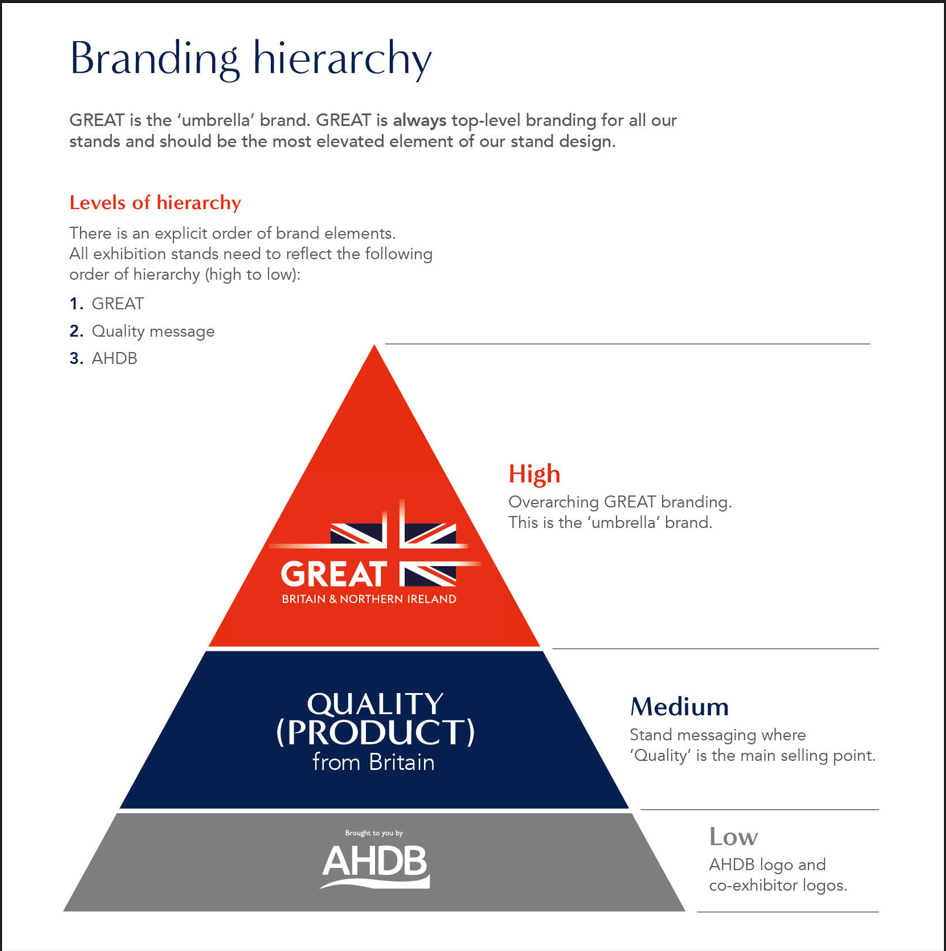 Branding hierarchy
GREAT is the ‘umbrella’ brand. GREAT is always top-level branding for all our
stands and should be the most elevated element of our stand design.
Levels of hierarchy
There is an explicit order of brand elements.
All exhibition stands need to reflect the following
order of hierarchy (high to low):
1. GREAT
2. Quality message
3. AHDB
High
Overarching GREAT branding.
This is the ‘umbrella’ brand.
GREAT
BRITAIN & NORTHERN IRELAND
QUALITY
(PRODUCT)
from Britain
Medium
Stand messaging where
‘Quality’ is the main selling point.
Brought to you by
AHDB
Low
AHDB logo and
co-exhibitor logos.